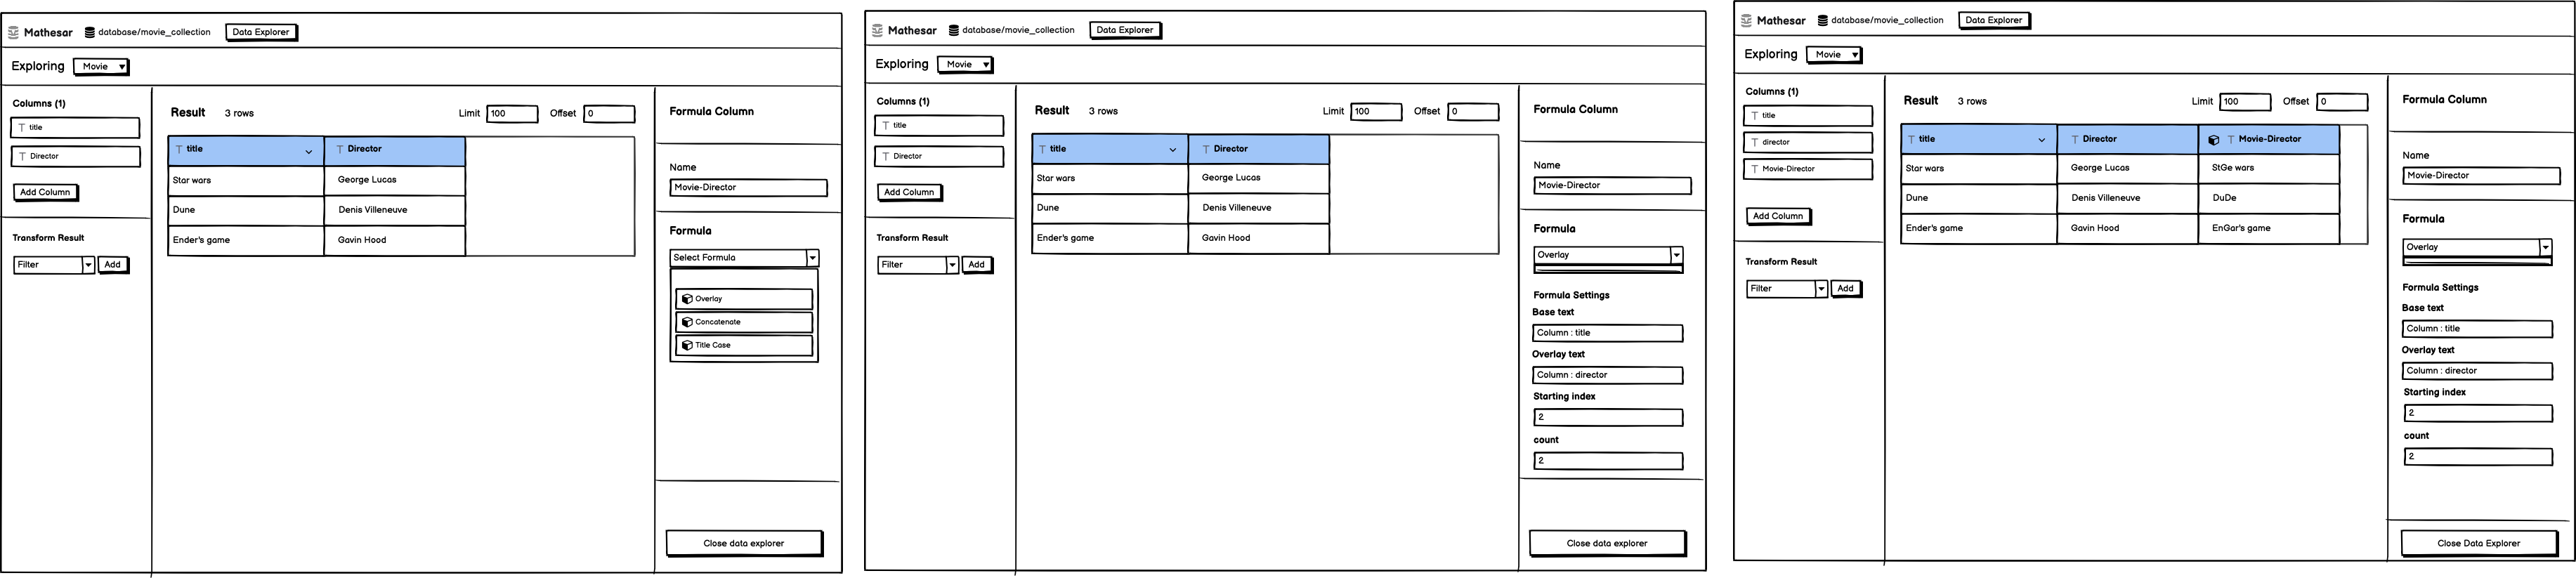 Mathesar database/movie_collection Data Explorer
Exploring Movie
Columns (1)
title
Director
Add Column
Transform Result
Filter Add
Result 3 rows Limit 100 Offset 0
title Director
Star wars George Lucas
Dune Denis Villeneuve
Ender's game Gavin Hood
Formula Column
Name
Movie-Director
Formula
Select Formula
Overlay
Concatenate
Title Case
Close data explorer
Mathesar database/movie_collection Data Explorer
Exploring Movie
Columns (1)
title
Director
Add Column
Transform Result
Filter Add
Result 3 rows Limit 100 Offset 0
title Director
Star wars George Lucas
Dune Denis Villeneuve
Ender's game Gavin Hood
Formula Column
Name
Movie-Director
Formula
Overlay
Formula Settings
Base text
Column : title
Overlay text
Column : director
Starting index
2
count
2
Close data explorer
Mathesar database/movie_collection Data Explorer
Exploring Movie
Columns (1)
title
director
Movie-Director
Add Column
Transform Result
Filter Add
Result 3 rows Limit 100 Offset 0
title Director Movie-Director
Star wars George Lucas StGe wars
Dune Denis Villeneuve DuDe
Ender's game Gavin Hood EnGar's game
Formula Column
Name
Movie-Director
Formula
Overlay
Formula Settings
Base text
Column : title
Overlay text
Column : director
Starting index
2
count
2
Close Data Explorer